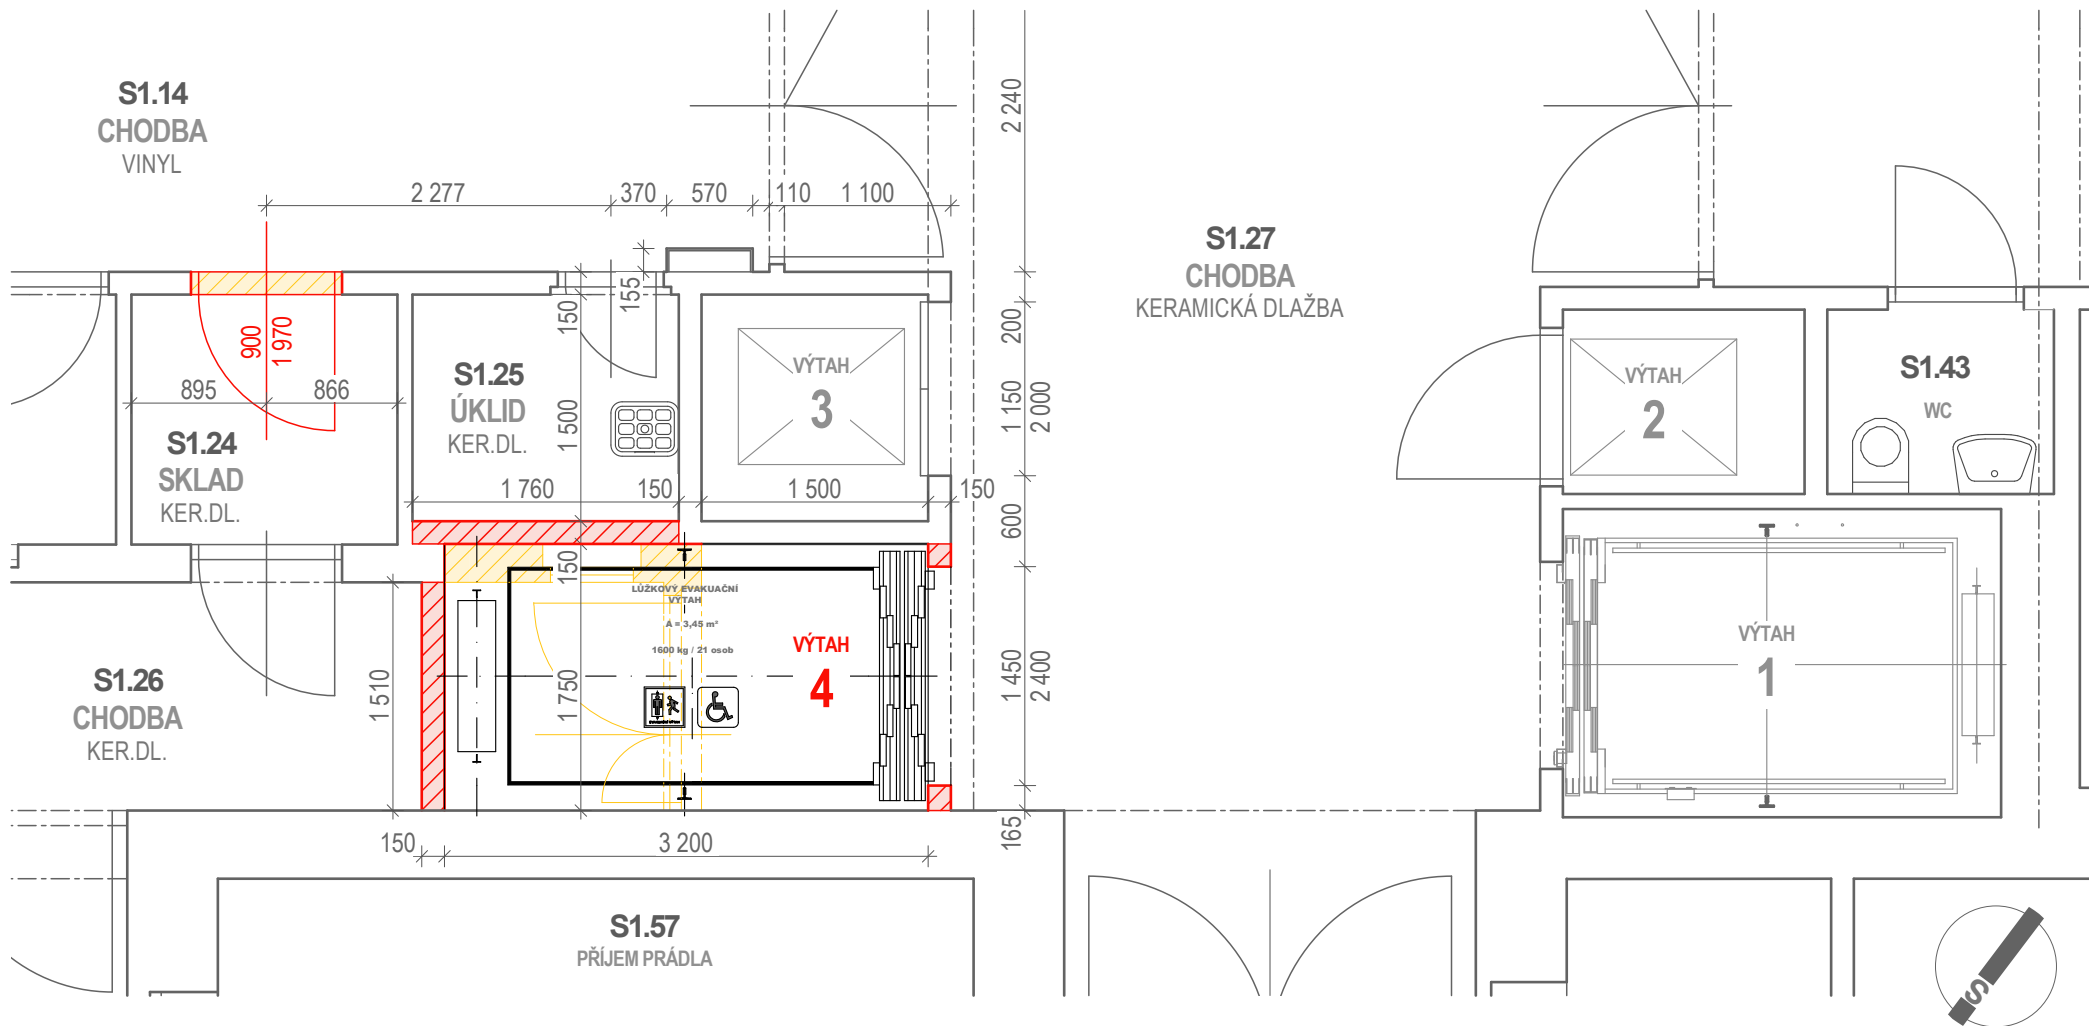 S1.14
CHODBA
VINYL
2 277
370
570
110
1 100
2 240
S1.27
CHODBA
KERAMICKÁ DLAŽBA
155
150
200
900
1 970
895
866
S1.24
SKLAD
KER.DL.
S1.25
ÚKLID
KER.DL.
1 500
VÝTAH
3
1 150
2 000
VÝTAH
2
S1.43
WC
1 760
150
1 500
150
600
150
LŮŽKOVÝ EVAKUAČNÍ
VÝTAH
A = 3,45 m²
1600 kg / 21 osob
VÝTAH
4
1 450
2 400
VÝTAH
1
S1.26
CHODBA
KER.DL.
1 510
1 750
150
3 200
165
S1.57
PŘÍJEM PRÁDLA
S